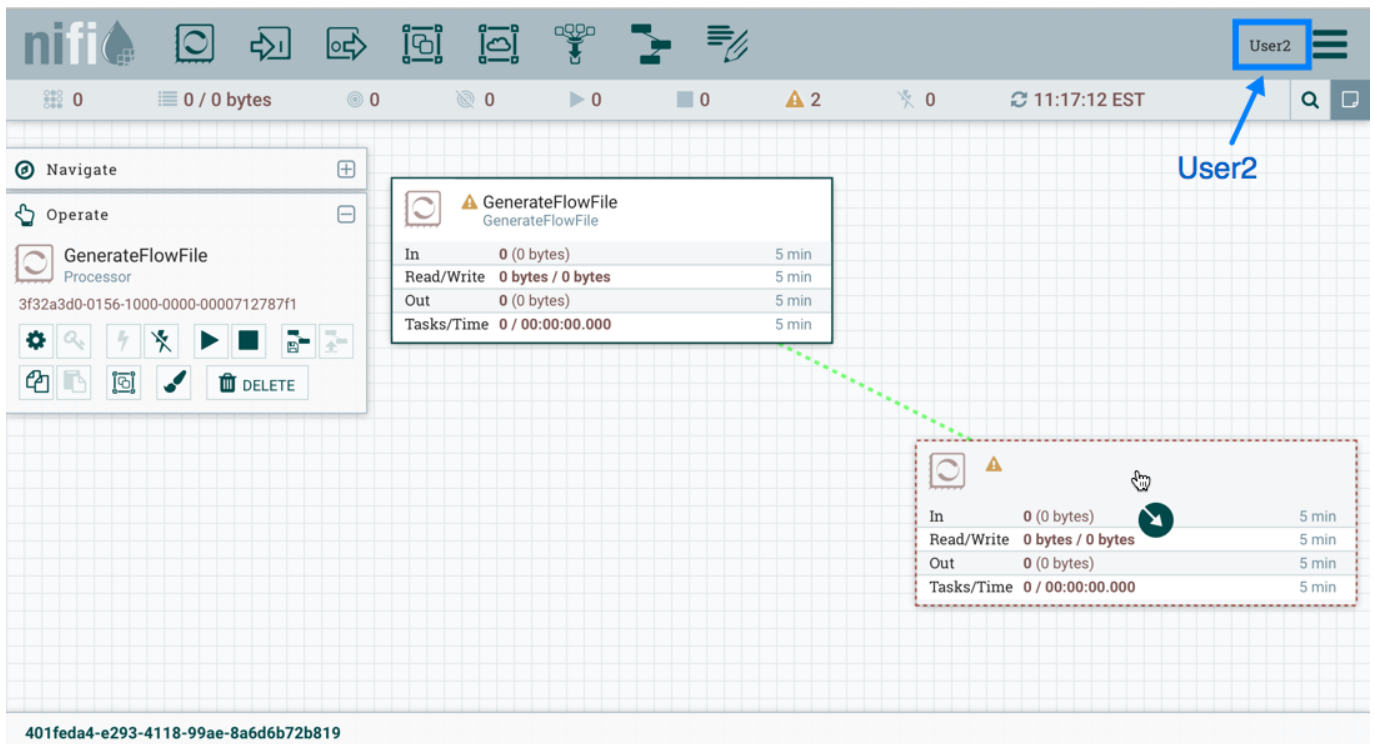 nifi
User2
0
0 / 0 bytes
0
0
0
0
2
0
11:17:12 EST
User2
Navigate
Operate
GenerateFlowFile
Processor
3f32a3d0-0156-1000-0000-0000712787f1
DELETE
GenerateFlowFile
GenerateFlowFile
In 0 (0 bytes) 5 min
Read/Write 0 bytes / 0 bytes 5 min
Out 0 (0 bytes) 5 min
Tasks/Time 0 / 00:00:00.000 5 min
In 0 (0 bytes) 5 min
Read/Write 0 bytes / 0 bytes 5 min
Out 0 (0 bytes) 5 min
Tasks/Time 0 / 00:00:00.000 5 min
401feda4-e293-4118-99ae-8a6d6b72b819